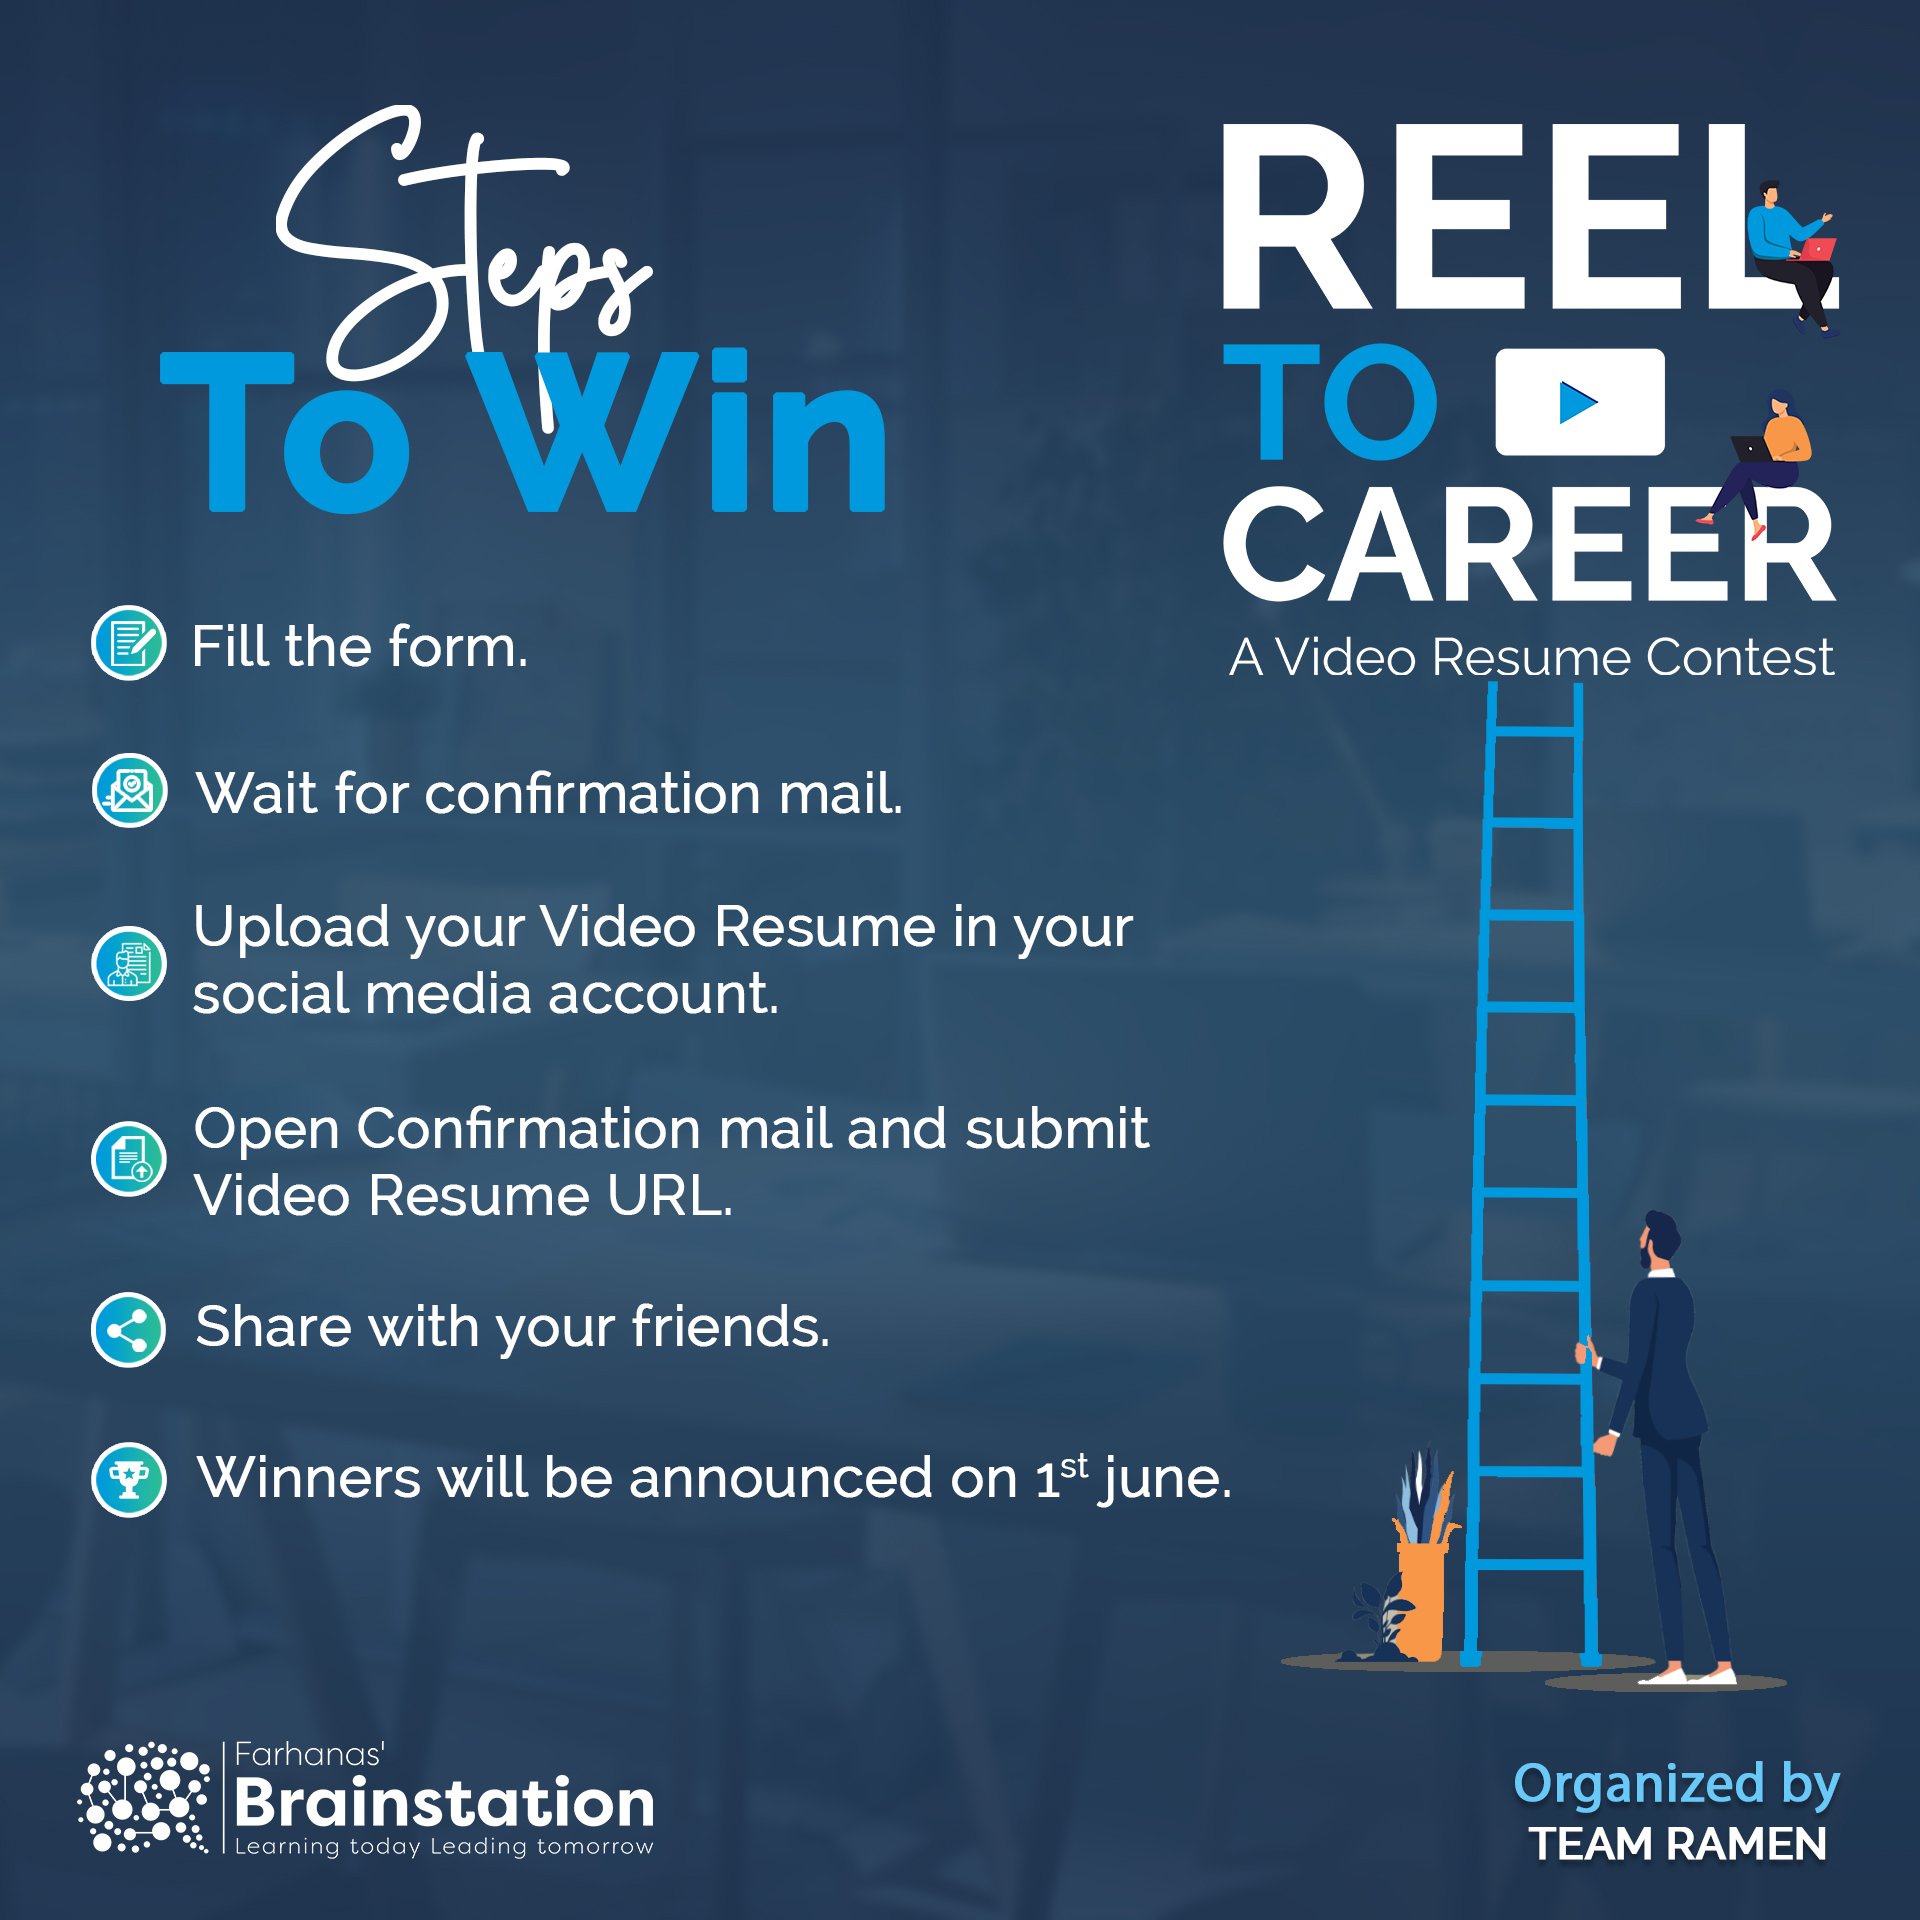 Steps
To Win
Fill the form.
Wait for confirmation mail.
Upload your Video Resume in your
social media account.
Open Confirmation mail and submit
Video Resume URL.
Share with your friends.
Winners will be announced on 1st june.
REEL
TO
CAREER
A Video Resume Contest
Farhanas'
Brainstation
Learning today Leading tomorrow
Organized by
TEAM RAMEN